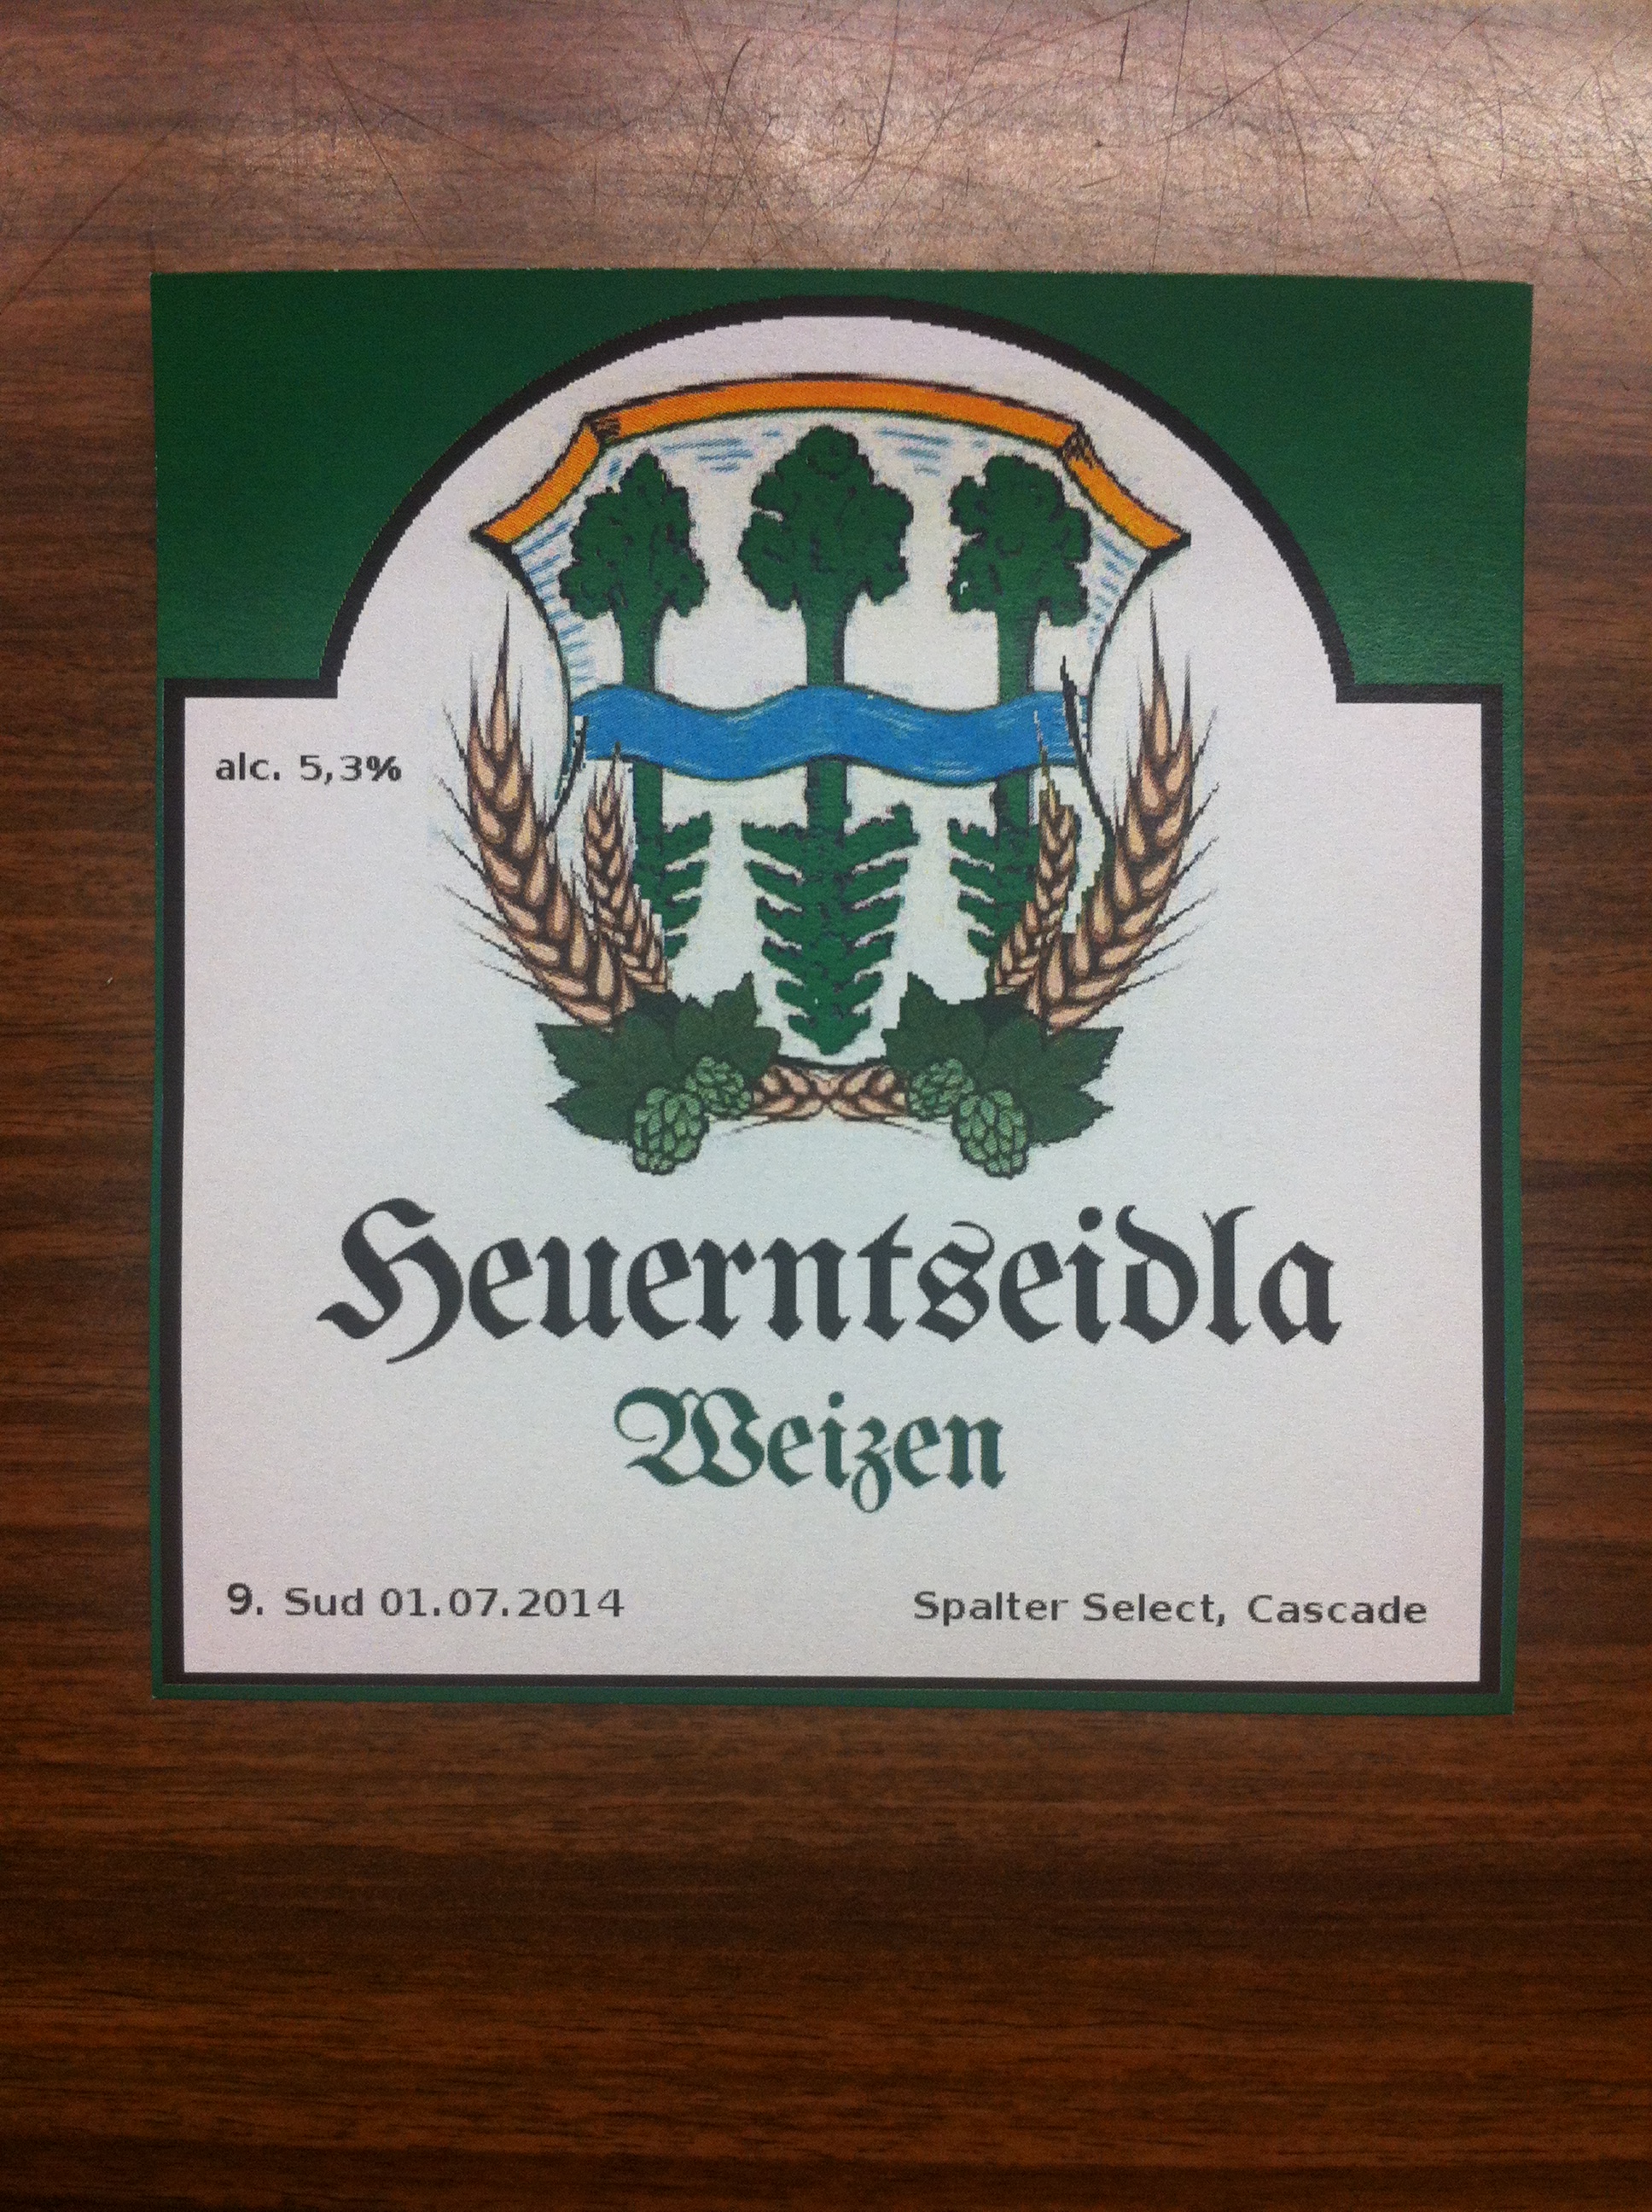 alc. 5,3%
Heuerntseidla
Weizen
9. Sud 01.07.2014
Spalter Select, Cascade